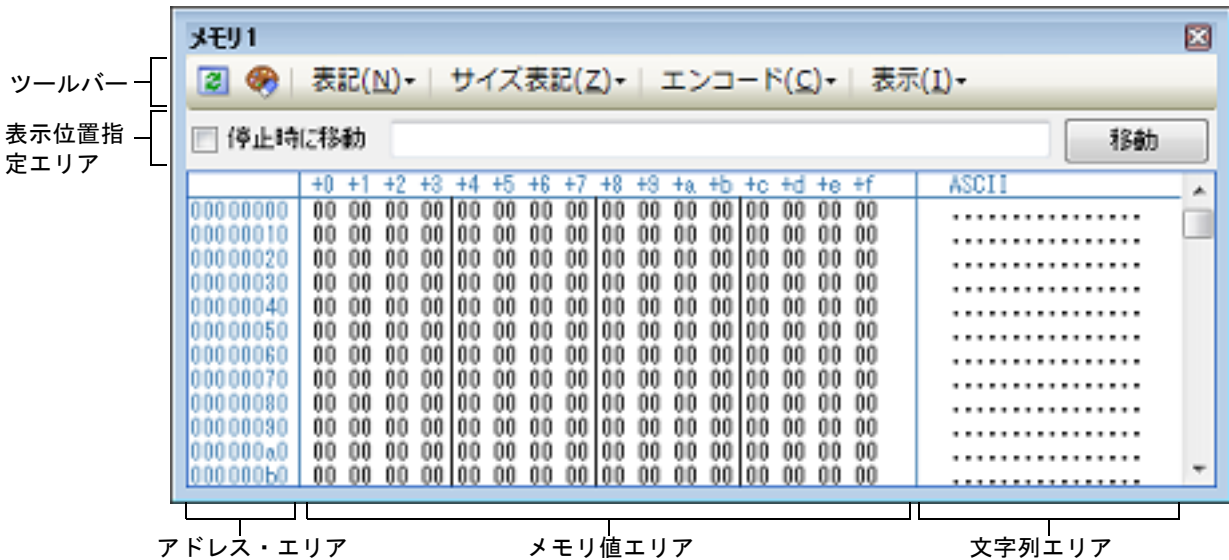 メモリ1
ツールバー
表記(N) サイズ表記(Z) エンコード(C) 表示(I)
表示位置指
定エリア
停止時に移動 移動
+0 +1 +2 +3 +4 +5 +6 +7 +8 +9 +a +b +c +d +e +f ASCII
00000000 00 00 00 00 00 00 00 00 00 00 00 00 00 00 00 00 ................
00000010 00 00 00 00 00 00 00 00 00 00 00 00 00 00 00 00 ................
00000020 00 00 00 00 00 00 00 00 00 00 00 00 00 00 00 00 ................
00000030 00 00 00 00 00 00 00 00 00 00 00 00 00 00 00 00 ................
00000040 00 00 00 00 00 00 00 00 00 00 00 00 00 00 00 00 ................
00000050 00 00 00 00 00 00 00 00 00 00 00 00 00 00 00 00 ................
00000060 00 00 00 00 00 00 00 00 00 00 00 00 00 00 00 00 ................
00000070 00 00 00 00 00 00 00 00 00 00 00 00 00 00 00 00 ................
00000080 00 00 00 00 00 00 00 00 00 00 00 00 00 00 00 00 ................
00000090 00 00 00 00 00 00 00 00 00 00 00 00 00 00 00 00 ................
000000a0 00 00 00 00 00 00 00 00 00 00 00 00 00 00 00 00 ................
000000b0 00 00 00 00 00 00 00 00 00 00 00 00 00 00 00 00 ................
アドレス・エリア メモリ値エリア 文字列エリア